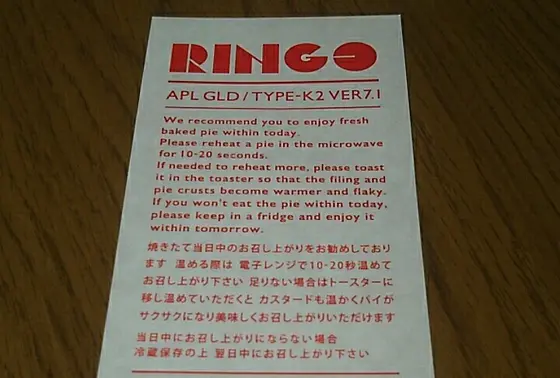 RINGO
APL GLD / TYPE-K2 VER7.1
We recommend you to enjoy fresh
baked pie within today.
Please reheat a pie in the microwave
for 10-20 seconds.
If needed to reheat more, please toast
it in the toaster so that the filing and
pie crusts become warmer and flaky.
If you won't eat the pie within today,
please keep in a fridge and enjoy it
within tomorrow.
焼きたて当日中のお召し上がりをお勧めしており
ます 温める際は 電子レンジで10-20秒温めて
お召し上がり下さい 足りない場合はトースターに
移し温めていただくと カスタードも温かくパイが
サクサクになり美味しくお召し上がりいただけます
当日中にお召し上がりにならない場合
冷蔵保存の上 翌日中にお召し上がり下さい